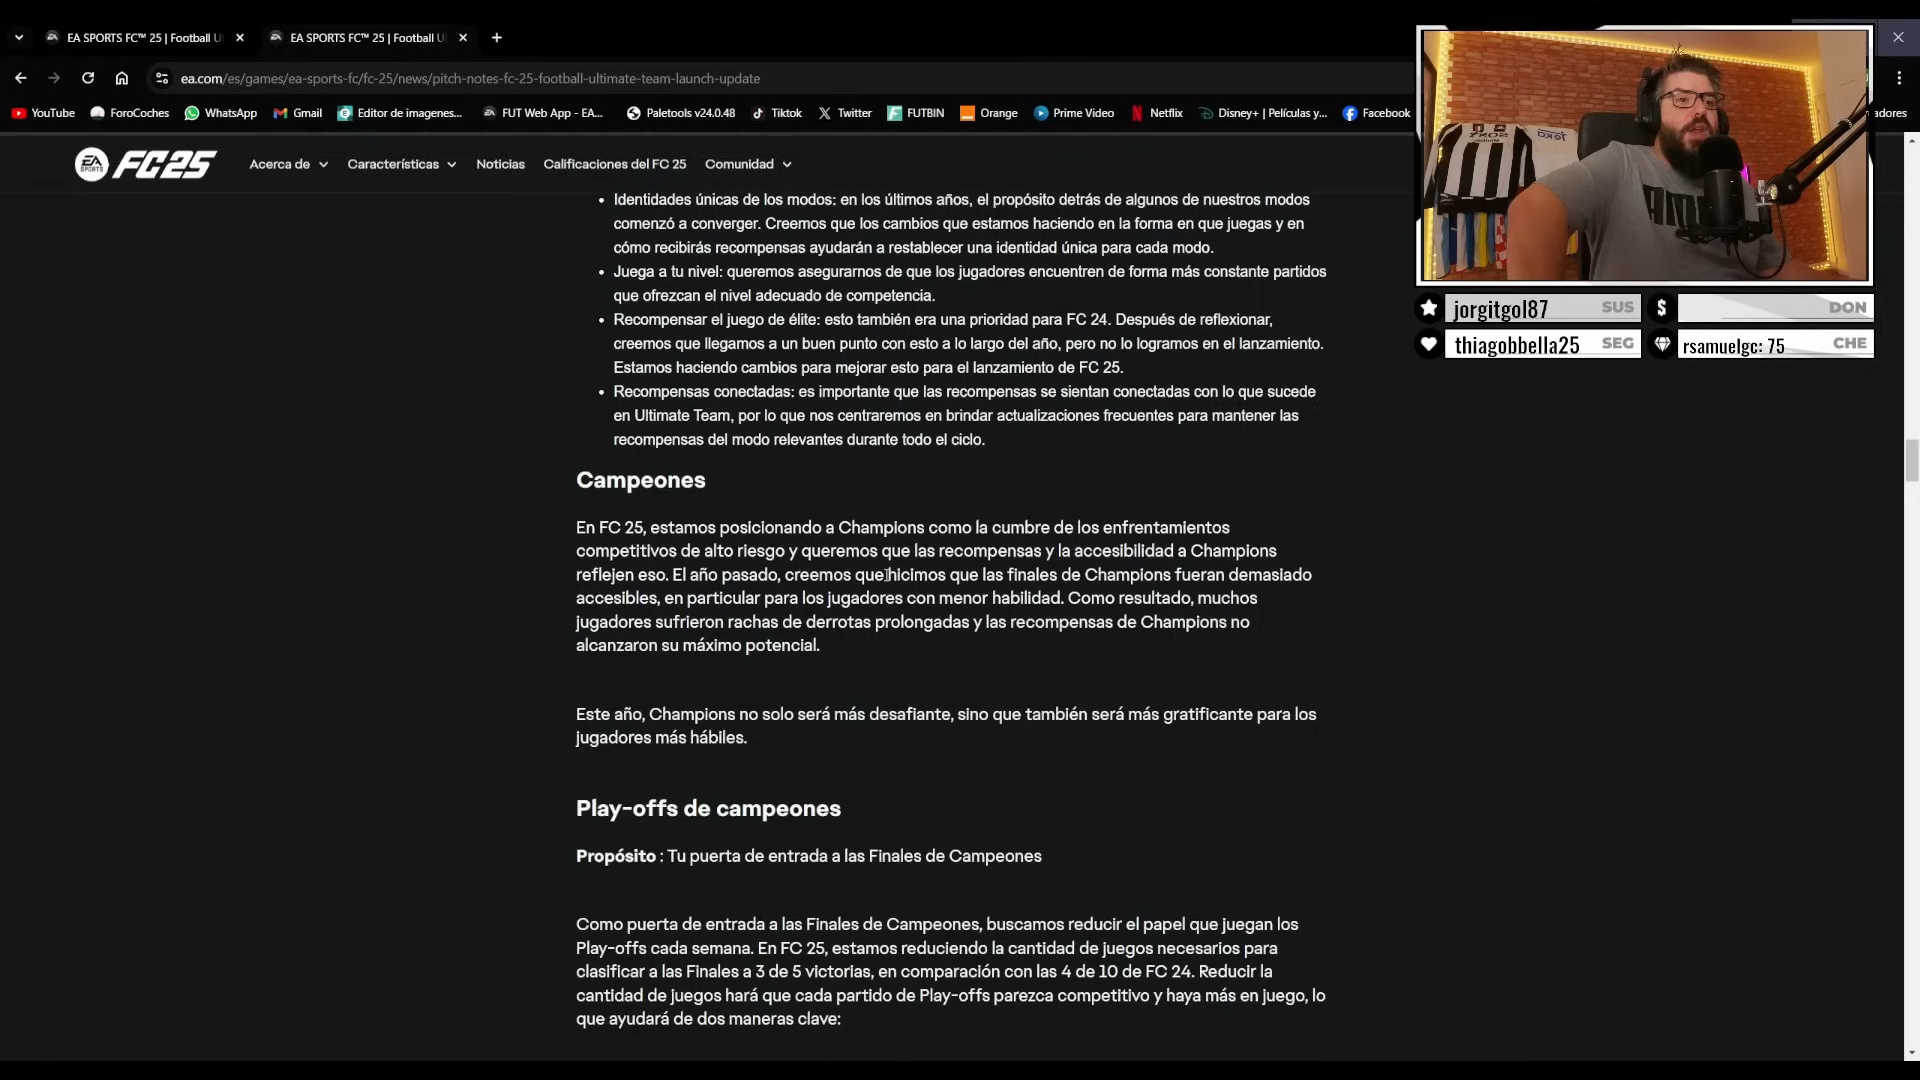 EA SPORTS FC™ 25 | Football U
EA SPORTS FC™ 25 | Football U
ea.com/es/games/ea-sports-fc/fc-25/news/pitch-notes-fc-25-football-ultimate-team-launch-update
YouTube
ForoCoches
WhatsApp
Gmail
Editor de imagenes...
FUT Web App - EA...
Paletools v24.0.48
Tiktok
Twitter
FUTBIN
Orange
Prime Video
Netflix
Disney+ | Películas y...
Facebook
adores
EA SPORTS FC25
Acerca de
Características
Noticias
Calificaciones del FC 25
Comunidad
jorgitgol87 SUS
DON
thiagobbella25 SEG
rsamuelgc: 75 CHE
Identidades únicas de los modos: en los últimos años, el propósito detrás de algunos de nuestros modos
comenzó a converger. Creemos que los cambios que estamos haciendo en la forma en que juegas y en
cómo recibirás recompensas ayudarán a restablecer una identidad única para cada modo.
Juega a tu nivel: queremos asegurarnos de que los jugadores encuentren de forma más constante partidos
que ofrezcan el nivel adecuado de competencia.
Recompensar el juego de élite: esto también era una prioridad para FC 24. Después de reflexionar,
creemos que llegamos a un buen punto con esto a lo largo del año, pero no lo logramos en el lanzamiento.
Estamos haciendo cambios para mejorar esto para el lanzamiento de FC 25.
Recompensas conectadas: es importante que las recompensas se sientan conectadas con lo que sucede
en Ultimate Team, por lo que nos centraremos en brindar actualizaciones frecuentes para mantener las
recompensas del modo relevantes durante todo el ciclo.
Campeones
En FC 25, estamos posicionando a Champions como la cumbre de los enfrentamientos
competitivos de alto riesgo y queremos que las recompensas y la accesibilidad a Champions
reflejen eso. El año pasado, creemos que hicimos que las finales de Champions fueran demasiado
accesibles, en particular para los jugadores con menor habilidad. Como resultado, muchos
jugadores sufrieron rachas de derrotas prolongadas y las recompensas de Champions no
alcanzaron su máximo potencial.
Este año, Champions no solo será más desafiante, sino que también será más gratificante para los
jugadores más hábiles.
Play-offs de campeones
Propósito : Tu puerta de entrada a las Finales de Campeones
Como puerta de entrada a las Finales de Campeones, buscamos reducir el papel que juegan los
Play-offs cada semana. En FC 25, estamos reduciendo la cantidad de juegos necesarios para
clasificar a las Finales a 3 de 5 victorias, en comparación con las 4 de 10 de FC 24. Reducir la
cantidad de juegos hará que cada partido de Play-offs parezca competitivo y haya más en juego, lo
que ayudará de dos maneras clave: